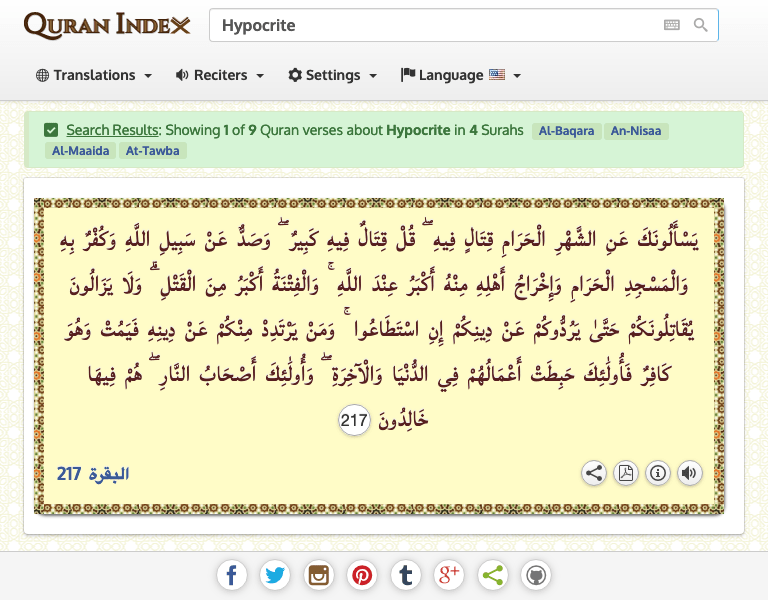 QURAN INDEX
Hypocrite
Translations Reciters Settings Language
Search Results: Showing 1 of 9 Quran verses about Hypocrite in 4 Surahs Al-Baqara An-Nisaa
Al-Maaida At-Tawba
يَسْأَلُونَكَ عَنِ الشَّهْرِ الْحَرَامِ قِتَالٍ فِيهِ ۖ قُلْ قِتَالٌ فِيهِ كَبِيرٌ ۖ وَصَدٌّ عَنْ سَبِيلِ اللَّهِ وَكُفْرٌ بِهِ
وَالْمَسْجِدِ الْحَرَامِ وَإِخْرَاجُ أَهْلِهِ مِنْهُ أَكْبَرُ عِنْدَ اللَّهِ ۚ وَالْفِتْنَةُ أَكْبَرُ مِنَ الْقَتْلِ ۗ وَلَا يَزَالُونَ
يُقَاتِلُونَكُمْ حَتَّىٰ يَرُدُّوكُمْ عَنْ دِينِكُمْ إِنِ اسْتَطَاعُوا ۚ وَمَنْ يَرْتَدِدْ مِنْكُمْ عَنْ دِينِهِ فَيَمُتْ وَهُوَ
كَافِرٌ فَأُولَٰئِكَ حَبِطَتْ أَعْمَالُهُمْ فِي الدُّنْيَا وَالْآخِرَةِ ۖ وَأُولَٰئِكَ أَصْحَابُ النَّارِ ۖ هُمْ فِيهَا
خَالِدُونَ 217
البقرة 217